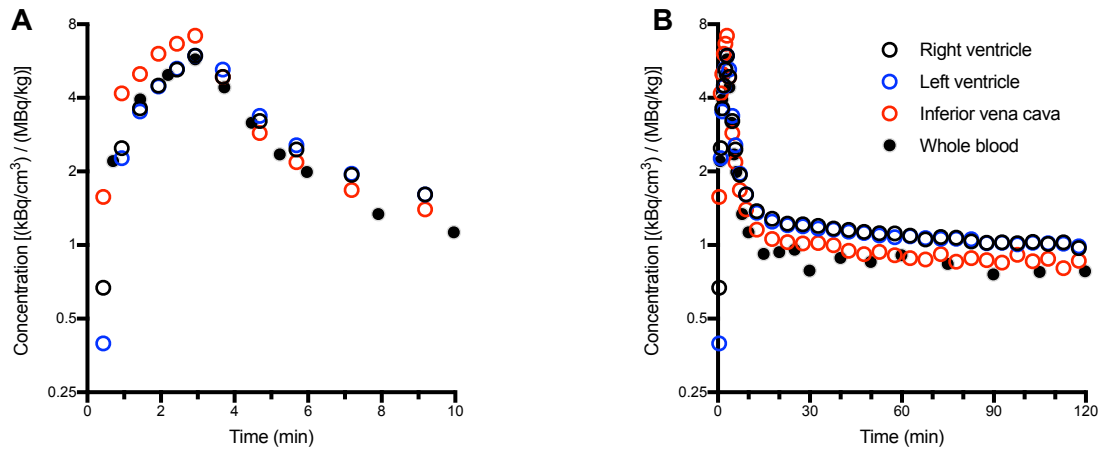 A
Concentration [(kBq/cm³) / (MBq/kg)]
8
4
2
1
0.5
0.25
0 2 4 6 8 10
Time (min)
B
Concentration [(kBq/cm³) / (MBq/kg)]
8
4
2
1
0.5
0.25
0 30 60 90 120
Time (min)
Right ventricle
Left ventricle
Inferior vena cava
Whole blood